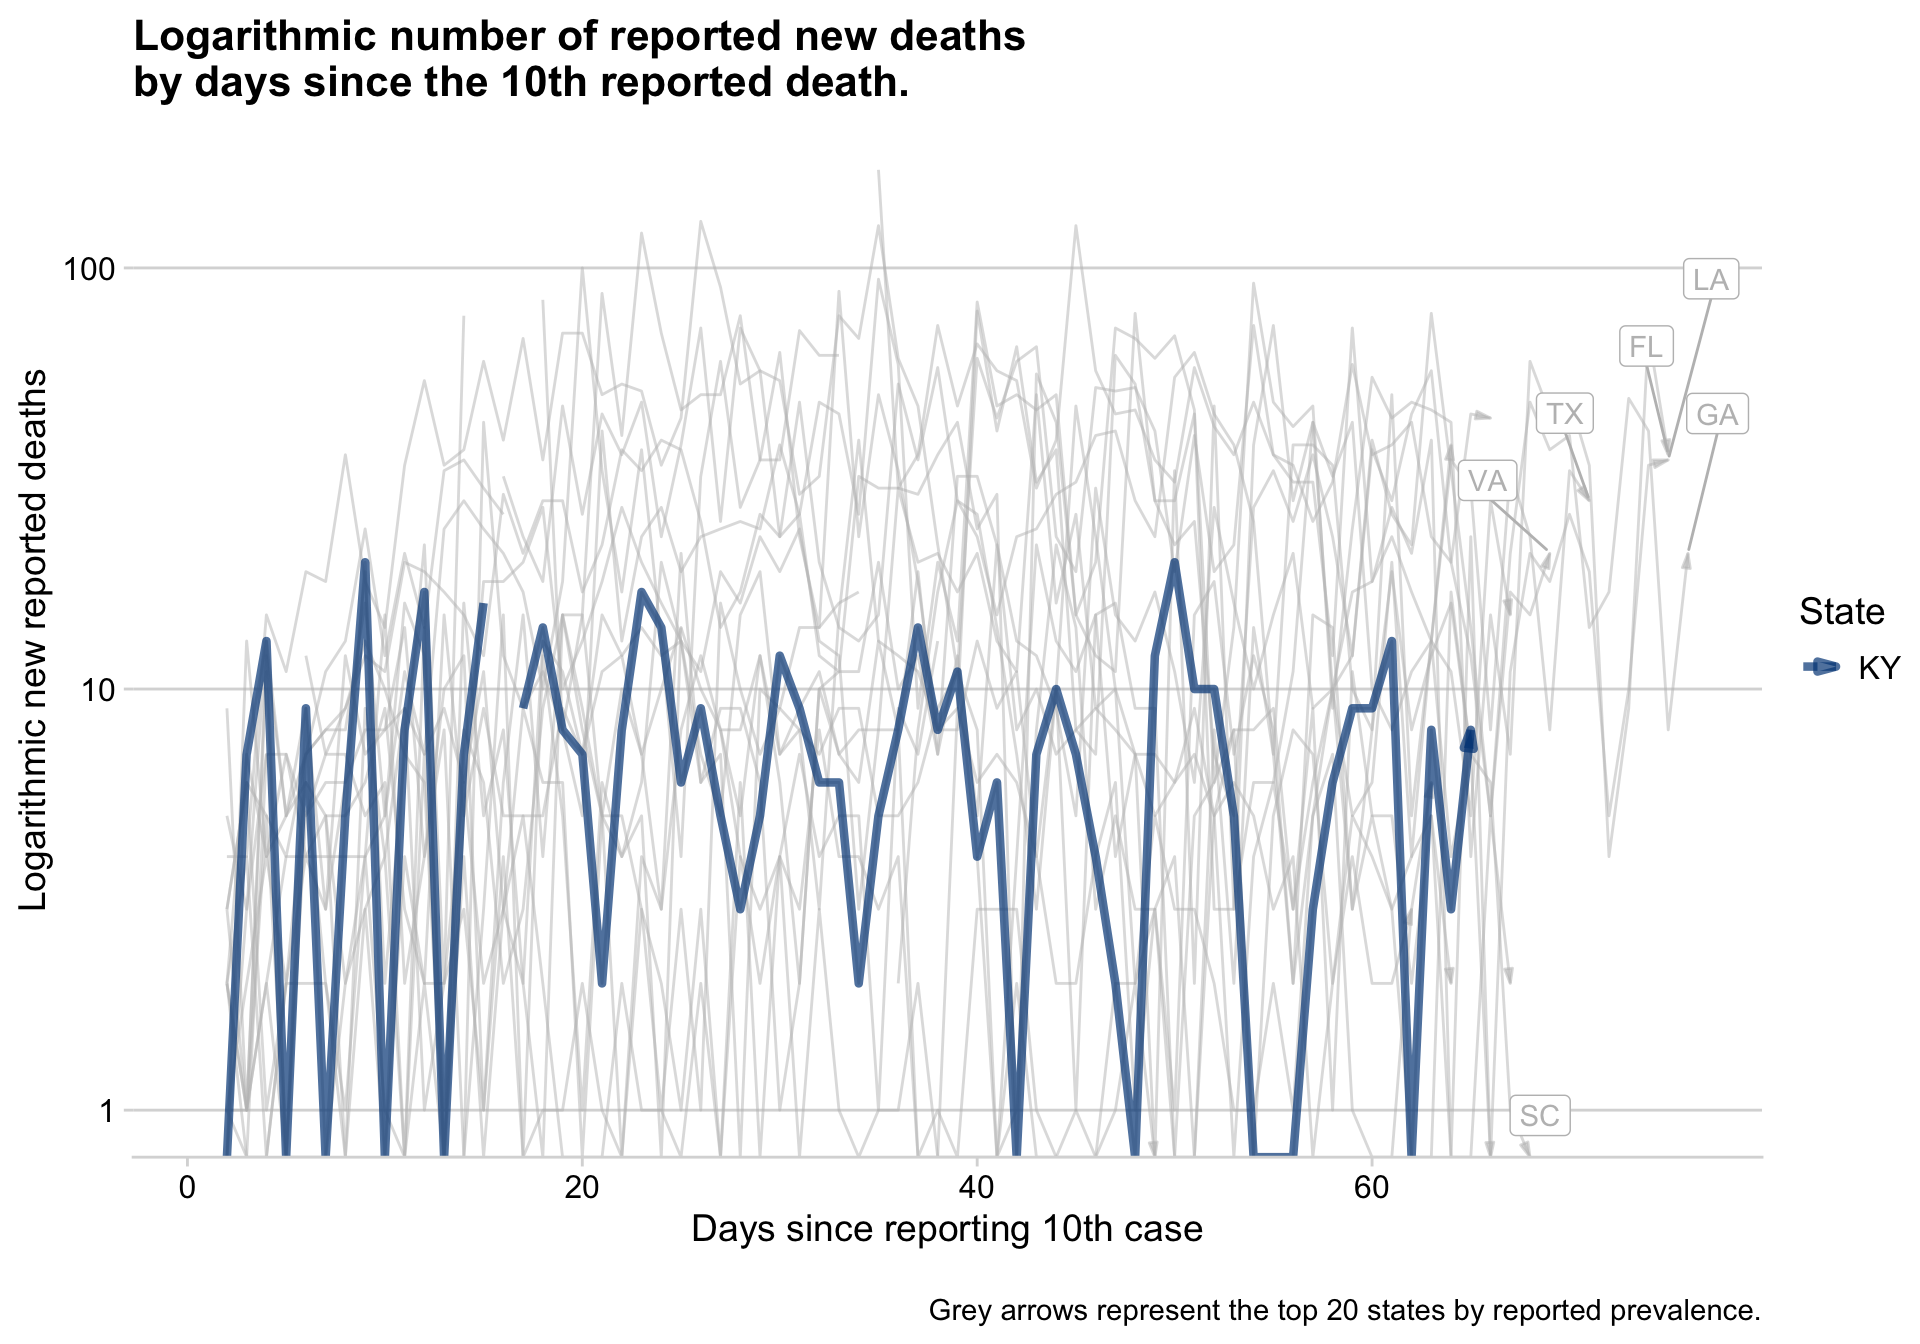 Logarithmic number of reported new deaths
by days since the 10th reported death.
Logarithmic new reported deaths
100
10
1
LA
FL
TX
GA
VA
SC
State
KY
0
20
40
60
Days since reporting 10th case
Grey arrows represent the top 20 states by reported prevalence.